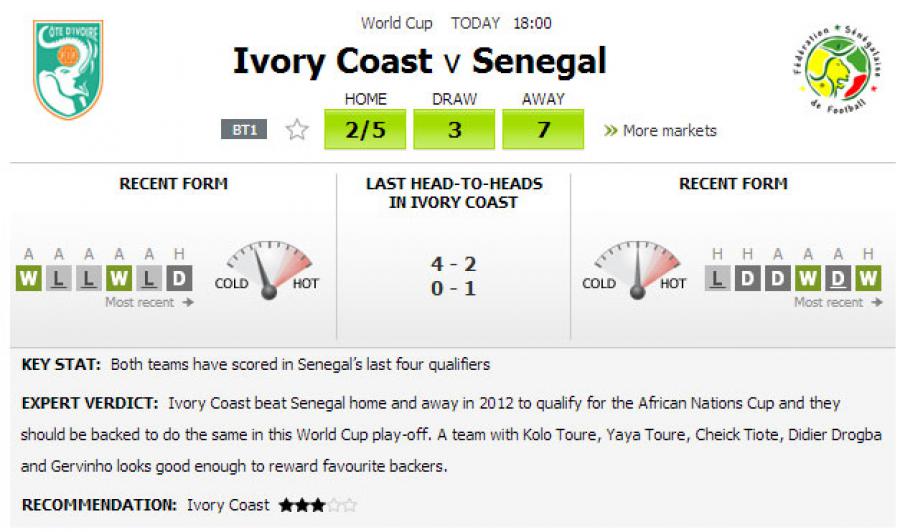 World Cup TODAY 18:00
CÔTE D'IVOIRE
Ivory Coast v Senegal
Fédération Sénégalaise
de Football
HOME DRAW AWAY
BT1 2/5 3 7 » More markets
RECENT FORM
LAST HEAD-TO-HEADS
IN IVORY COAST
RECENT FORM
A A A A A H
W L L W L D
Most recent
COLD HOT
4 - 2
0 - 1
COLD HOT
H H A A A H
L D D W D W
Most recent
KEY STAT: Both teams have scored in Senegal's last four qualifiers
EXPERT VERDICT: Ivory Coast beat Senegal home and away in 2012 to qualify for the African Nations Cup and they
should be backed to do the same in this World Cup play-off. A team with Kolo Toure, Yaya Toure, Cheick Tiote, Didier Drogba
and Gervinho looks good enough to reward favourite backers.
RECOMMENDATION: Ivory Coast ★★★☆☆